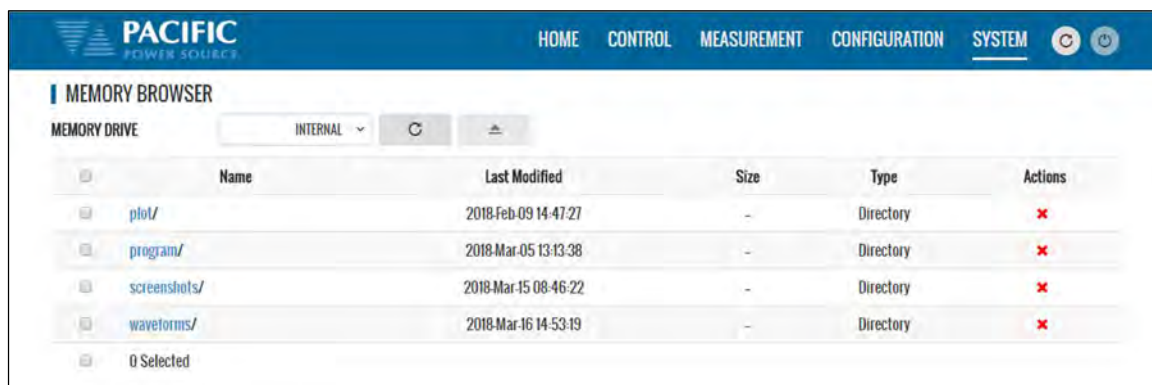 PACIFIC
POWER SOURCE
HOME CONTROL MEASUREMENT CONFIGURATION SYSTEM
MEMORY BROWSER
MEMORY DRIVE INTERNAL
Name Last Modified Size Type Actions
plot/ 2018-Feb-09 14:47:27 - Directory
program/ 2018-Mar-05 13:13:38 - Directory
screenshots/ 2018-Mar-15 08:46:22 - Directory
waveforms/ 2018-Mar-16 14:53:19 - Directory
0 Selected